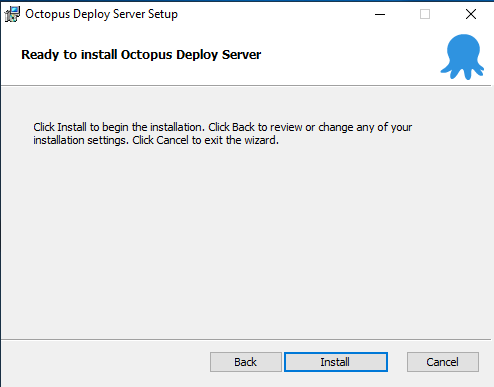 Octopus Deploy Server Setup
Ready to install Octopus Deploy Server
Click Install to begin the installation. Click Back to review or change any of your
installation settings. Click Cancel to exit the wizard.
Back Install Cancel